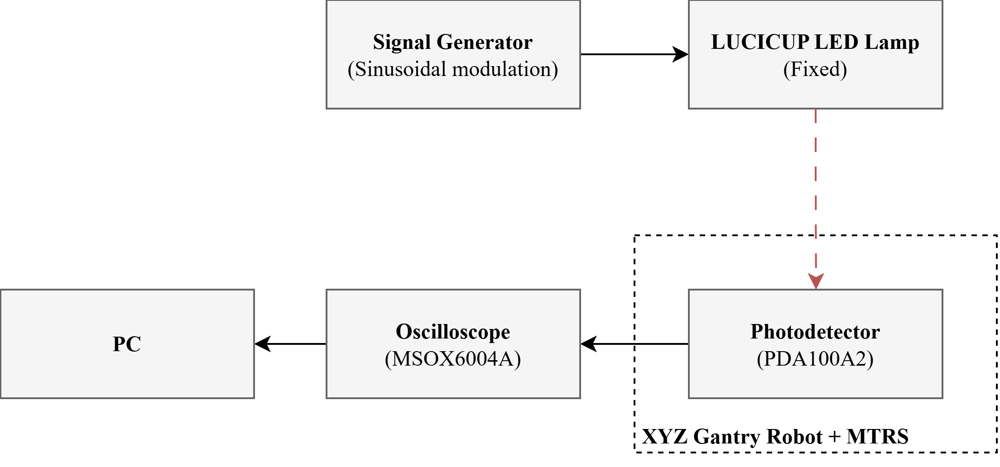 Signal Generator
(Sinusoidal modulation)
LUCICUP LED Lamp
(Fixed)
PC
Oscilloscope
(MSOX6004A)
Photodetector
(PDA100A2)
XYZ Gantry Robot + MTRS